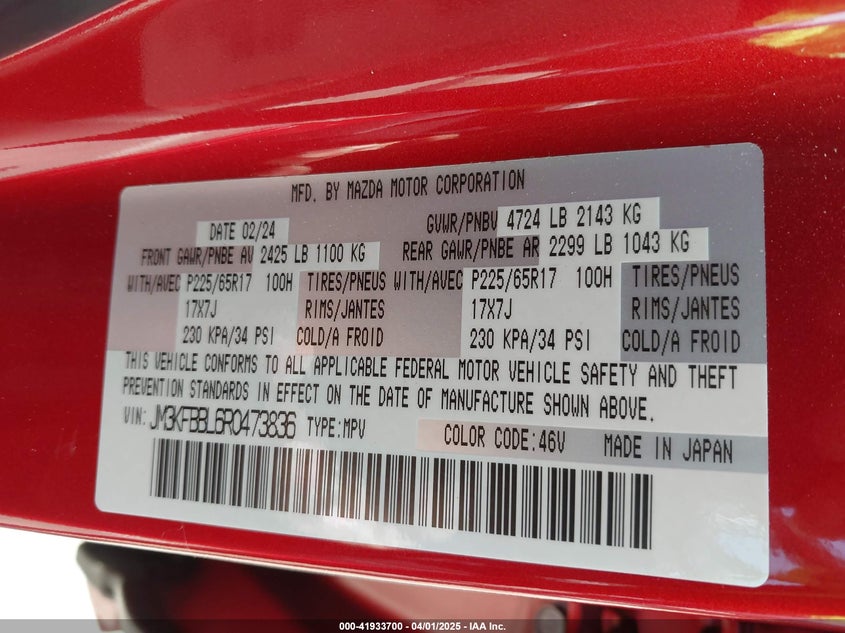 MFD. BY MAZDA MOTOR CORPORATION
DATE 02/24 GVWR/PNBV 4724 LB 2143 KG
FRONT GAWR/PNBE AV 2425 LB 1100 KG REAR GAWR/PNBE AR 2299 LB 1043 KG
WITH/AVEC P225/65R17 100H TIRES/PNEUS WITH/AVEC P225/65R17 100H TIRES/PNEUS
17X7J RIMS/JANTES 17X7J RIMS/JANTES
230 KPA/34 PSI COLD/A FROID 230 KPA/34 PSI COLD/A FROID
THIS VEHICLE CONFORMS TO ALL APPLICABLE FEDERAL MOTOR VEHICLE SAFETY AND THEFT
PREVENTION STANDARDS IN EFFECT ON THE DATE OF MANUFACTURE SHOWN ABOVE.
VIN: JM3KFBBL6R0473836 TYPE:MPV COLOR CODE:46V MADE IN JAPAN
000-41933700 - 04/01/2025 - IAA Inc.